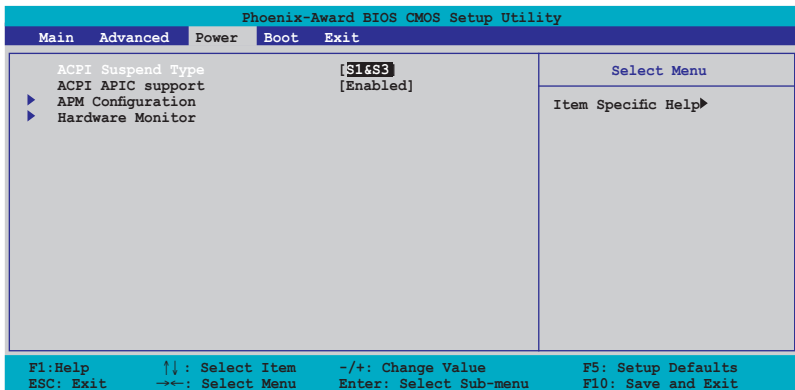 Phoenix-Award BIOS CMOS Setup Utility
Main Advanced Power Boot Exit
ACPI Suspend Type [S1&S3]
Select Menu
ACPI APIC support [Enabled]
APM Configuration
Item Specific Help
Hardware Monitor
F1:Help ↑↓: Select Item -/+: Change Value F5: Setup Defaults
ESC: Exit →←: Select Menu Enter: Select Sub-menu F10: Save and Exit